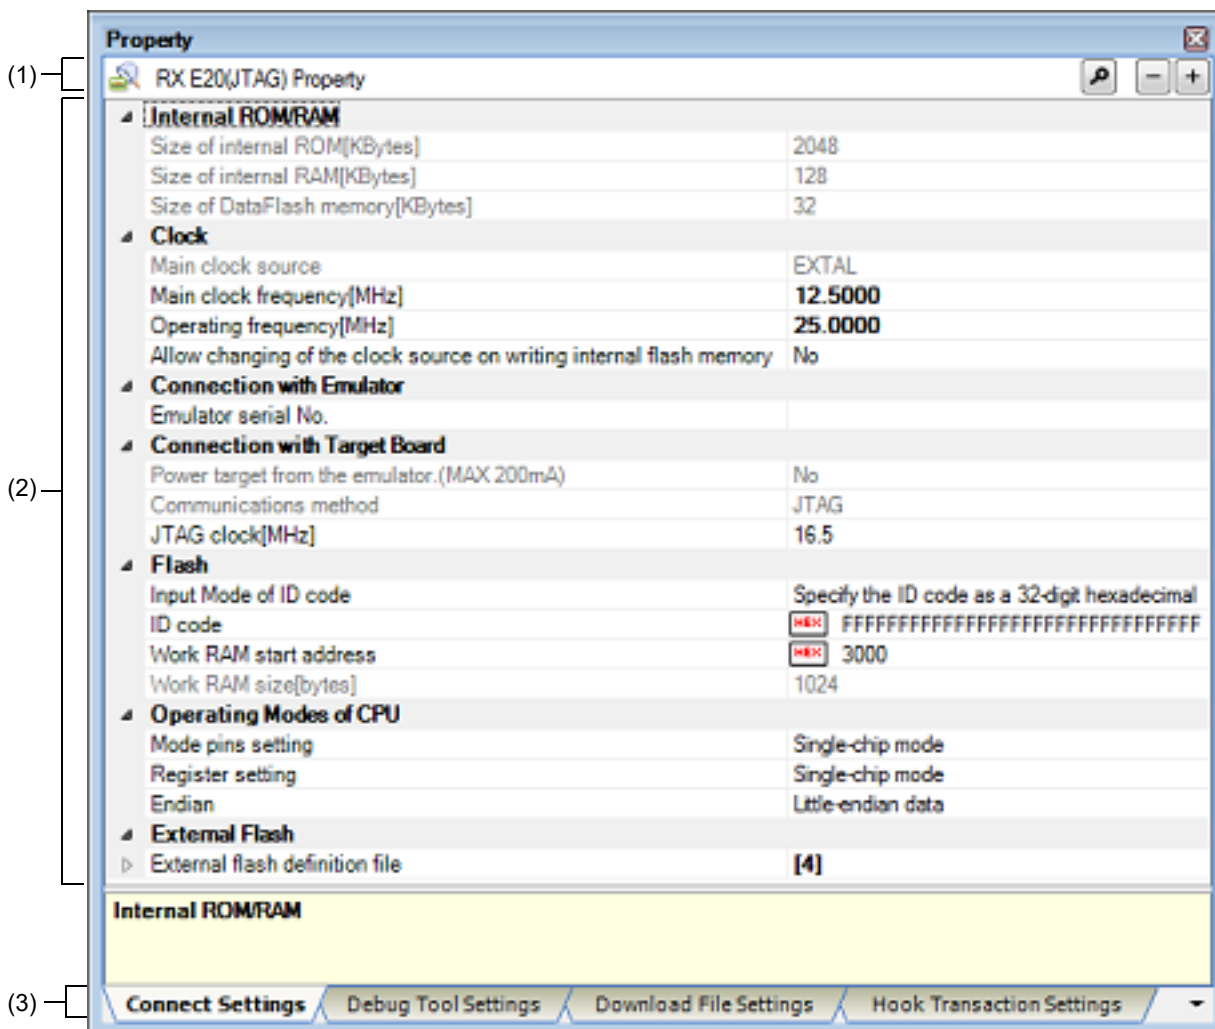 Property
(1) RX E20(JTAG) Property
Internal ROM/RAM
Size of internal ROM[KBytes] 2048
Size of internal RAM[KBytes] 128
Size of DataFlash memory[KBytes] 32
Clock
Main clock source EXTAL
Main clock frequency[MHz] 12.5000
Operating frequency[MHz] 25.0000
Allow changing of the clock source on writing internal flash memory No
Connection with Emulator
Emulator serial No.
Connection with Target Board
Power target from the emulator.(MAX 200mA) No
(2)
Communications method JTAG
JTAG clock[MHz] 16.5
Flash
Input Mode of ID code Specify the ID code as a 32-digit hexadecimal
ID code HEX FFFFFFFFFFFFFFFFFFFFFFFFFFFFFFFF
Work RAM start address HEX 3000
Work RAM size[bytes] 1024
Operating Modes of CPU
Mode pins setting Single-chip mode
Register setting Single-chip mode
Endian Little-endian data
External Flash
External flash definition file [4]
Internal ROM/RAM
(3) Connect Settings Debug Tool Settings Download File Settings Hook Transaction Settings